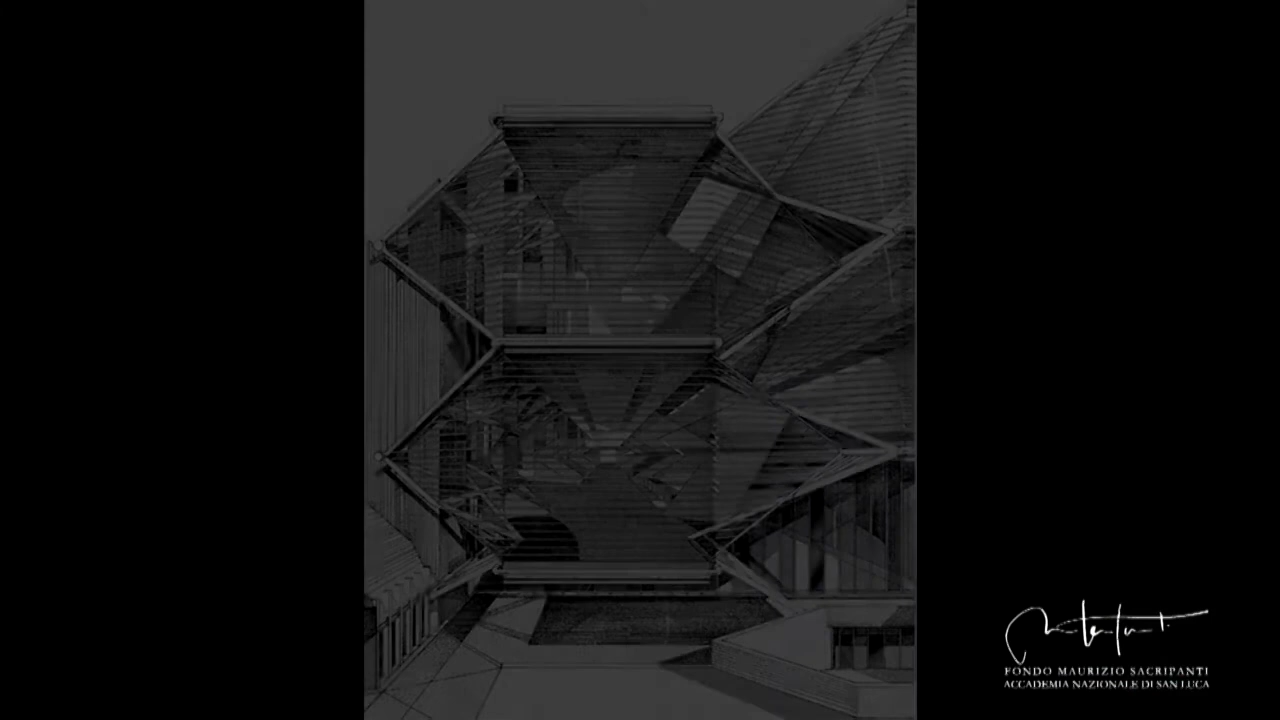 FONDO MAURIZIO SACRIPANTI
ACCADEMIA NAZIONALE DI SAN LUCA